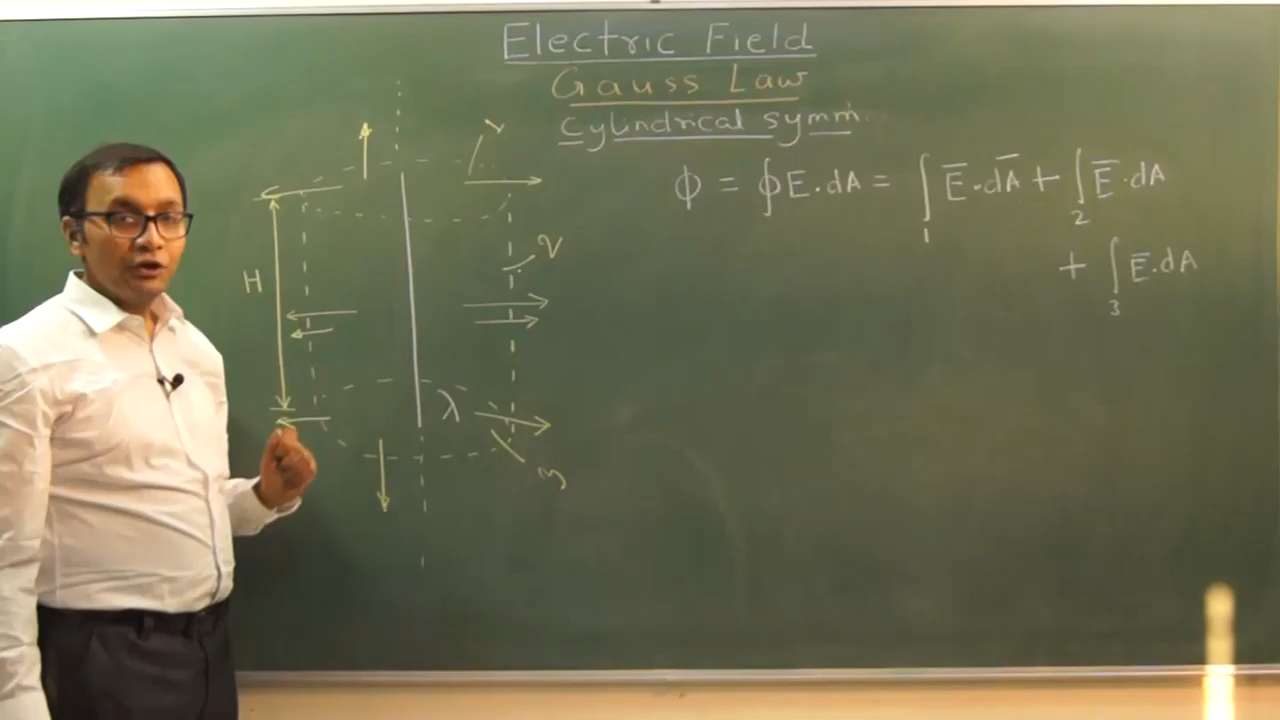 Electric Field
Gauss Law
Cylindrical symm.
ϕ = ∮E.dA = ∫₁ E̅.dA̅ + ∫₂ E̅.dA
+ ∫₃ E̅.dA
H
λ